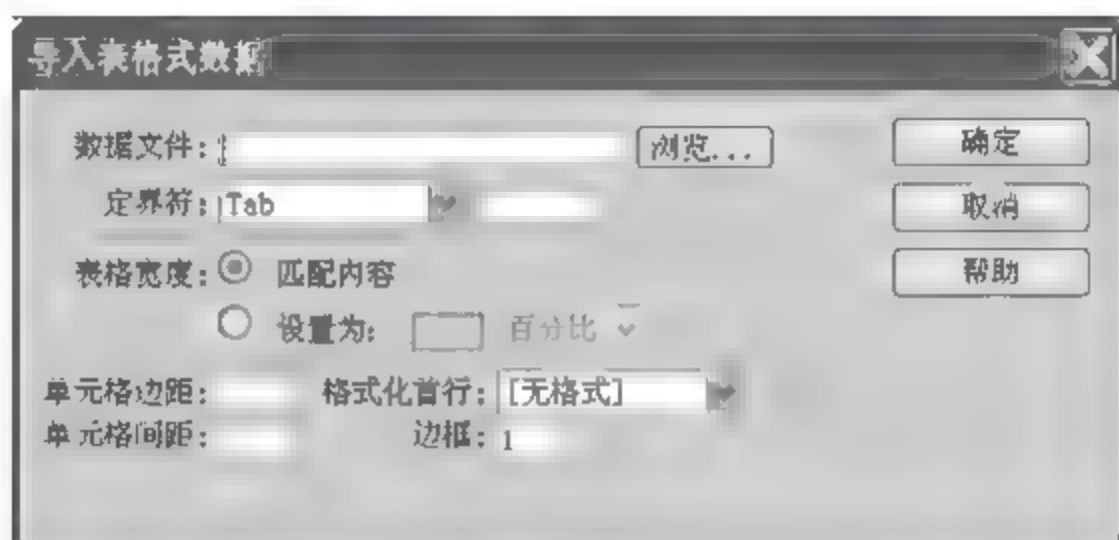 导入表格式数据
数据文件: 浏览... 确定
定界符: Tab 取消
表格宽度: 匹配内容 帮助
设置为: 百分比
单元格边距: 格式化首行: [无格式]
单元格间距: 边框: 1